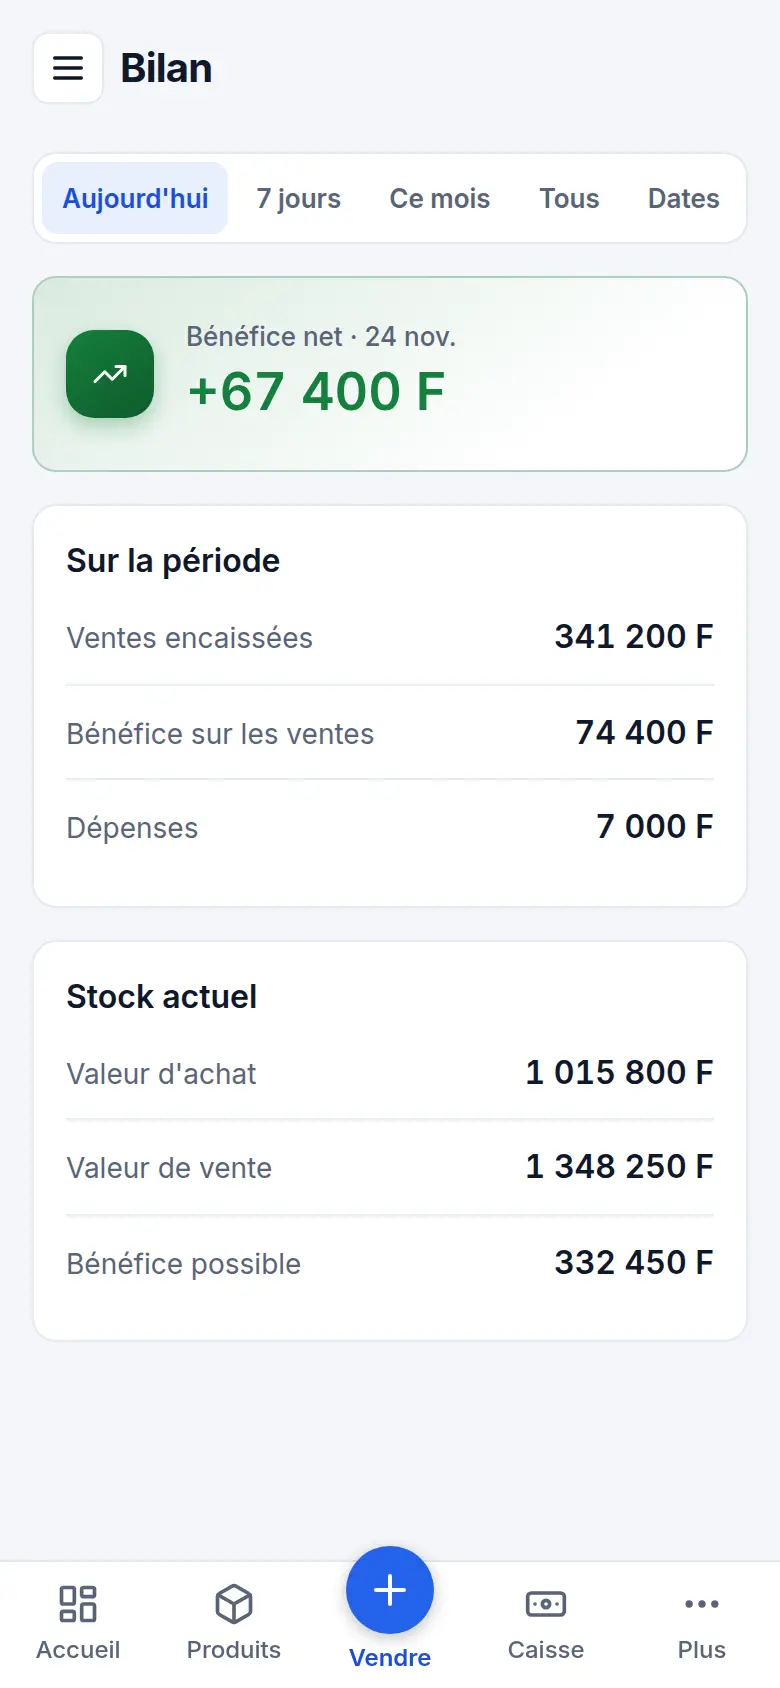 Bilan
Aujourd'hui 7 jours Ce mois Tous Dates
Bénéfice net · 24 nov.
+67 400 F
Sur la période
Ventes encaissées 341 200 F
Bénéfice sur les ventes 74 400 F
Dépenses 7 000 F
Stock actuel
Valeur d'achat 1 015 800 F
Valeur de vente 1 348 250 F
Bénéfice possible 332 450 F
Accueil Produits Vendre Caisse Plus